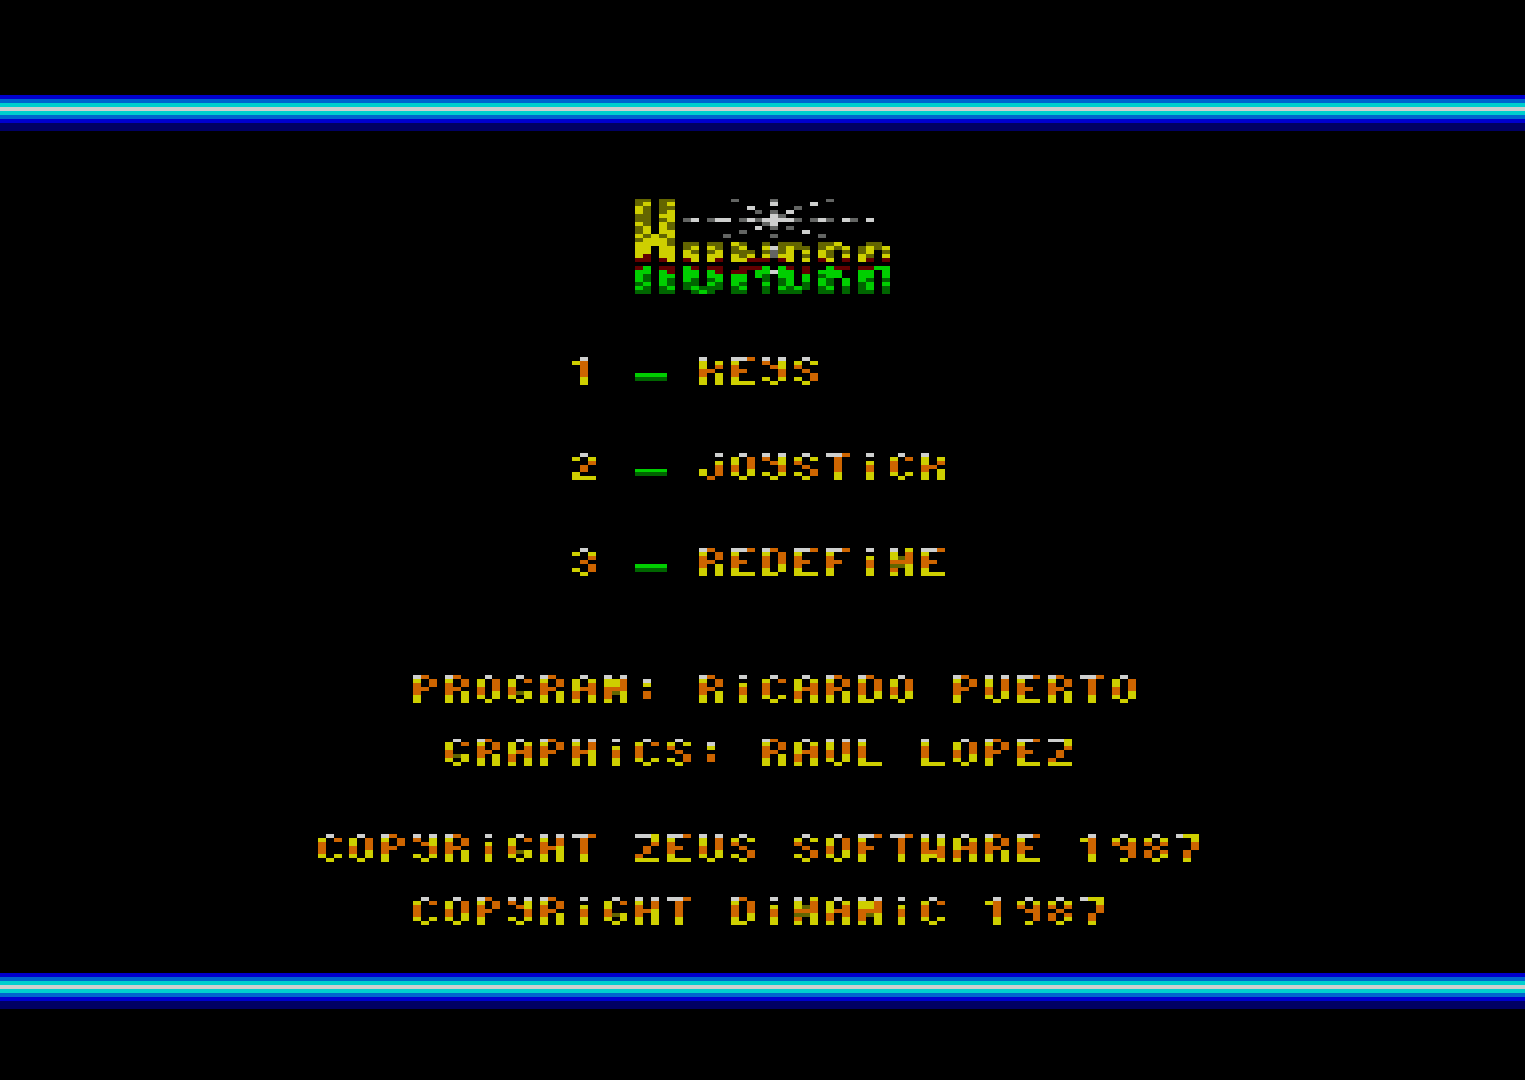 Humdra
1 - KEYS
2 - JOYSTiCK
3 - REDEFiNE
PROGRAM: RiCARDO PUERTO
GRAPHiCS: RAUL LOPEZ
COPYRiGHT ZEUS SOFTWARE 1987
COPYRiGHT DiNAMiC 1987